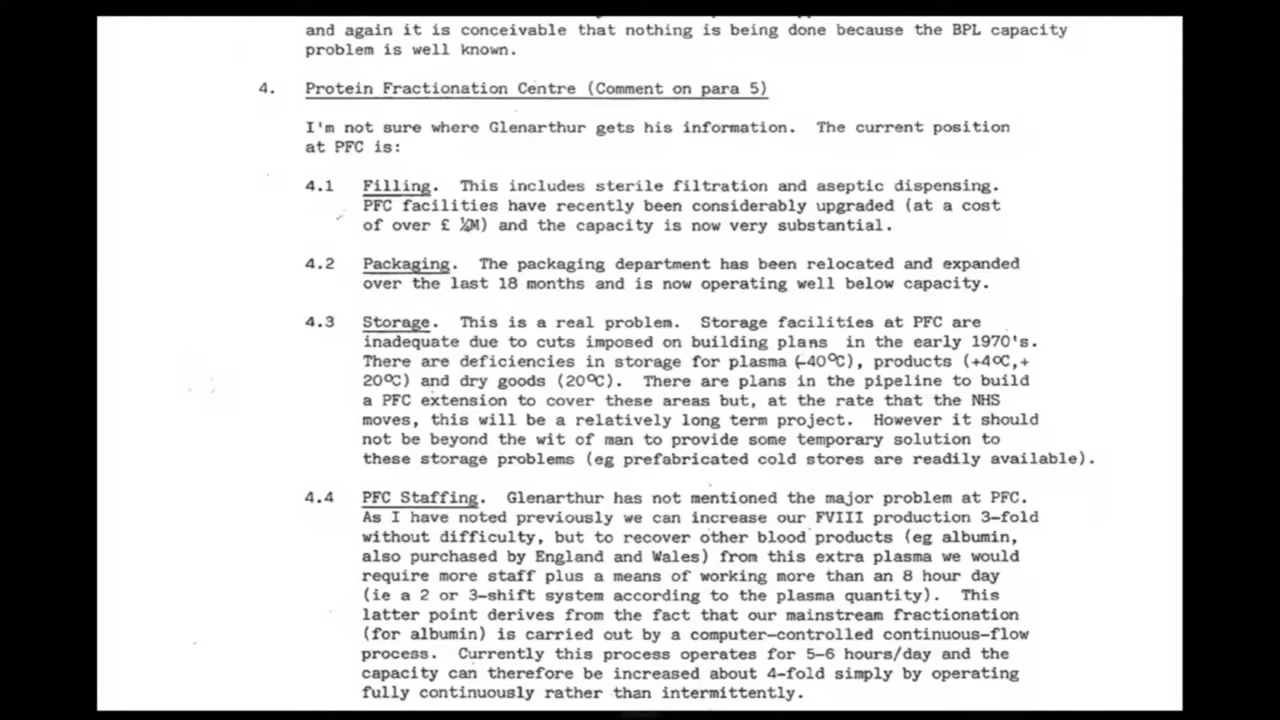 and again it is conceivable that nothing is being done because the BPL capacity
problem is well known.
4. Protein Fractionation Centre (Comment on para 5)
I'm not sure where Glenarthur gets his information. The current position
at PFC is:
4.1 Filling. This includes sterile filtration and aseptic dispensing.
PFC facilities have recently been considerably upgraded (at a cost
of over £ ½M) and the capacity is now very substantial.
4.2 Packaging. The packaging department has been relocated and expanded
over the last 18 months and is now operating well below capacity.
4.3 Storage. This is a real problem. Storage facilities at PFC are
inadequate due to cuts imposed on building plans in the early 1970's.
There are deficiencies in storage for plasma (-40°C), products (+4°C,+
20°C) and dry goods (20°C). There are plans in the pipeline to build
a PFC extension to cover these areas but, at the rate that the NHS
moves, this will be a relatively long term project. However it should
not be beyond the wit of man to provide some temporary solution to
these storage problems (eg prefabricated cold stores are readily available).
4.4 PFC Staffing. Glenarthur has not mentioned the major problem at PFC.
As I have noted previously we can increase our FVIII production 3-fold
without difficulty, but to recover other blood products (eg albumin,
also purchased by England and Wales) from this extra plasma we would
require more staff plus a means of working more than an 8 hour day
(ie a 2 or 3-shift system according to the plasma quantity). This
latter point derives from the fact that our mainstream fractionation
(for albumin) is carried out by a computer-controlled continuous-flow
process. Currently this process operates for 5-6 hours/day and the
capacity can therefore be increased about 4-fold simply by operating
fully continuously rather than intermittently.